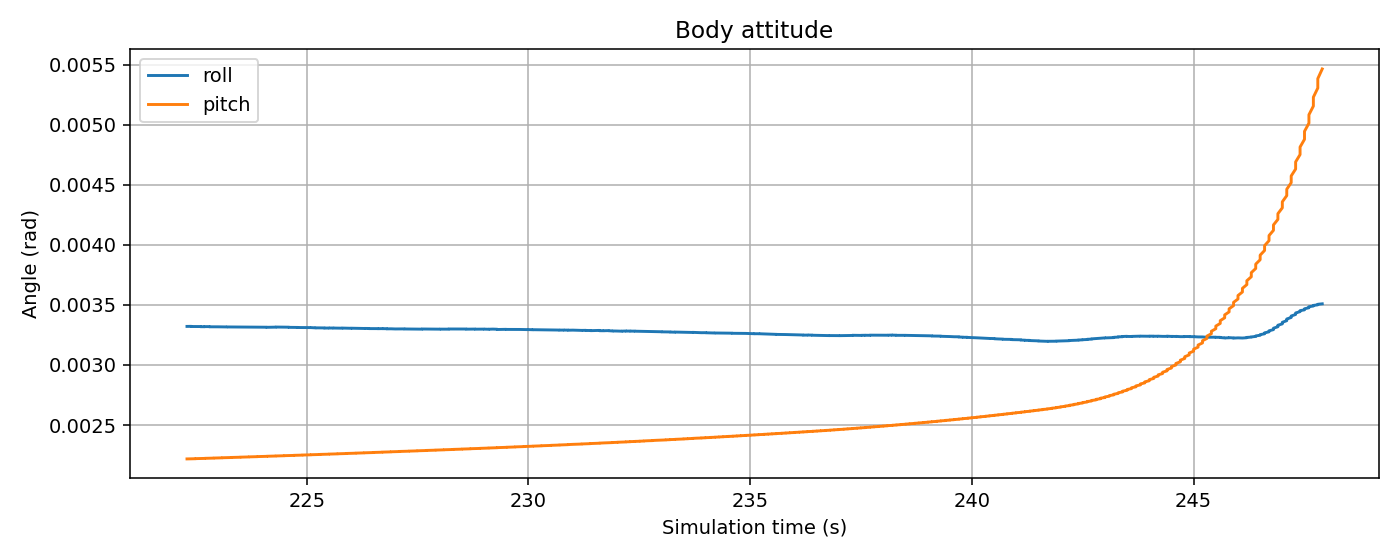 Body attitude
roll
pitch
0.0055
0.0050
0.0045
0.0040
0.0035
0.0030
0.0025
Angle (rad)
225 230 235 240 245
Simulation time (s)